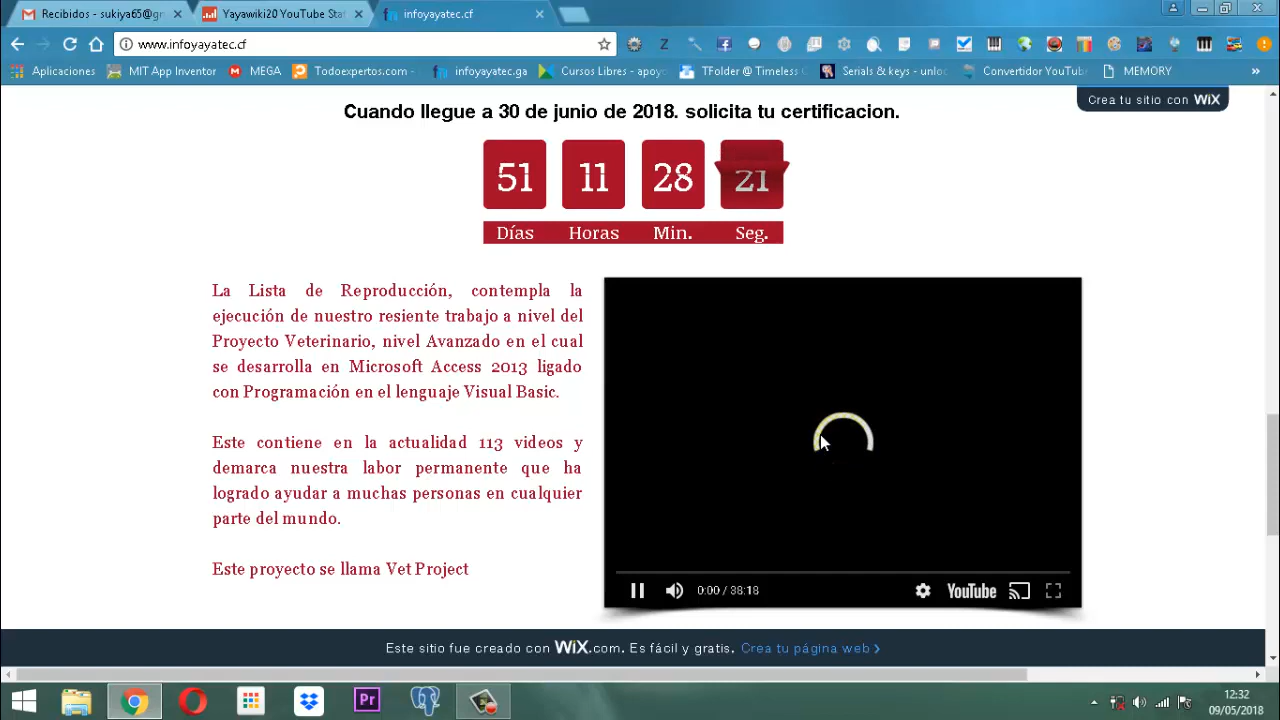 Recibidos - sukiya65@gm
Yayawiki20 YouTube Stat
infoyayatec.cf
www.infoyayatec.cf
Aplicaciones
MIT App Inventor
MEGA
Todoexpertos.com -
infoyayatec.ga
Cursos Libres - apoy
TFolder @ Timeless
Serials & keys - unloc
Convertidor YouTub
MEMORY
»
Crea tu sitio con WiX
Cuando llegue a 30 de junio de 2018. solicita tu certificacion.
51 11 28 21
Días Horas Min. Seg.
La Lista de Reproducción, contempla la
ejecución de nuestro resiente trabajo a nivel del
Proyecto Veterinario, nivel Avanzado en el cual
se desarrolla en Microsoft Access 2013 ligado
con Programación en el lenguaje Visual Basic.
Este contiene en la actualidad 113 videos y
demarca nuestra labor permanente que ha
logrado ayudar a muchas personas en cualquier
parte del mundo.
Este proyecto se llama Vet Project
0:00 / 38:18
YouTube
Este sitio fue creado con WiX.com. Es fácil y gratis. Crea tu página web ›
Pr
12:32
09/05/2018